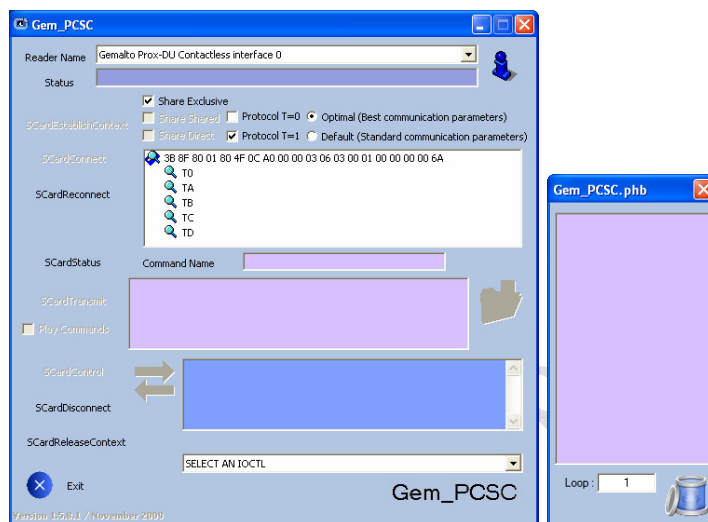 Gem_PCSC
Reader Name
Gemalto Prox-DU Contactless interface 0
Status
Share Exclusive
Share Shared
Protocol T=0
Optimal (Best communication parameters)
SCardEstablishContext
Share Direct
Protocol T=1
Default (Standard communication parameters)
SCardConnect
3B 8F 80 01 80 4F 0C A0 00 00 03 06 03 00 01 00 00 00 00 6A
T0
TA
SCardReconnect
TB
TC
TD
SCardStatus
Command Name
SCardTransmit
Play Commands
SCardControl
SCardDisconnect
SCardReleaseContext
SELECT AN IOCTL
Exit
Gem_PCSC
Version 1.5.8.1 / November 2009
Gem_PCSC.phb
Loop :
1